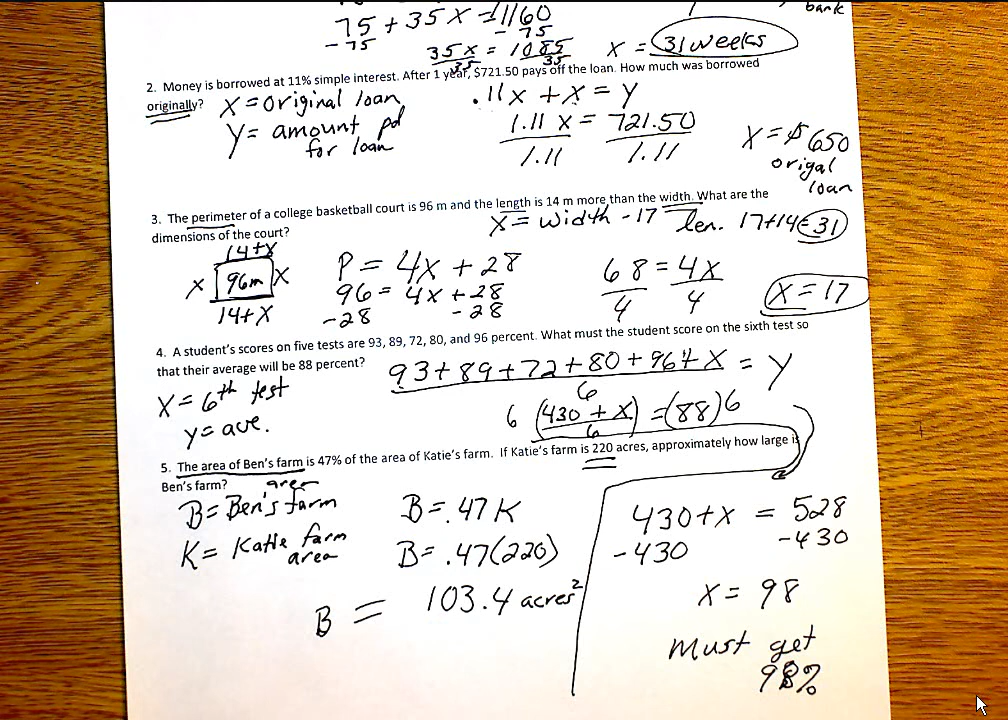 bank
75 + 35x = 1160
- 75 - 75
35x = 1085 x = 31 weeks
35 35
2. Money is borrowed at 11% simple interest. After 1 year, $721.50 pays off the loan. How much was borrowed
originally? X = original loan .11x + x = y
y = amount pd 1.11 x = 721.50
for loan 1.11 1.11
x = $650
origal
loan
3. The perimeter of a college basketball court is 96 m and the length is 14 m more than the width. What are the
dimensions of the court? x = width - 17 len. 17+14=31
14+x
x 96m x
14+x
P = 4x + 28
96 = 4x + 28
-28 - 28
68 = 4x
4 4
x = 17
4. A student's scores on five tests are 93, 89, 72, 80, and 96 percent. What must the student score on the sixth test so
that their average will be 88 percent? 93 + 89 + 72 + 80 + 96 + x = y
6
x = 6th test
y = ave.
6 (430 + x) = (88) 6
6
5. The area of Ben's farm is 47% of the area of Katie's farm. If Katie's farm is 220 acres, approximately how large is
Ben's farm? area
B = Ben's farm B = .47K
K = Katie farm B = .47(220)
area
B = 103.4 acres²
430+x = 528
-430 -430
x = 98
Must get
98%